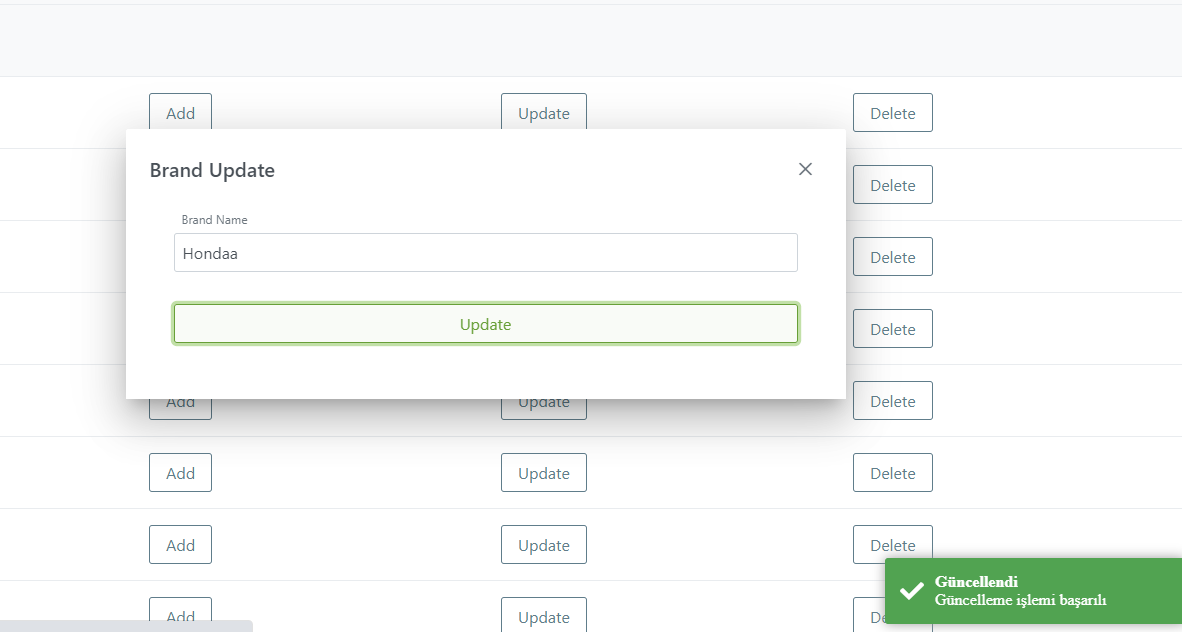 Add Update Delete
Brand Update
Delete
Brand Name
Hondaa
Delete
Update
Delete
Add Update Delete
Add Update Delete
Add Update Delete
Güncellendi
Güncelleme işlemi başarılı
Add Update